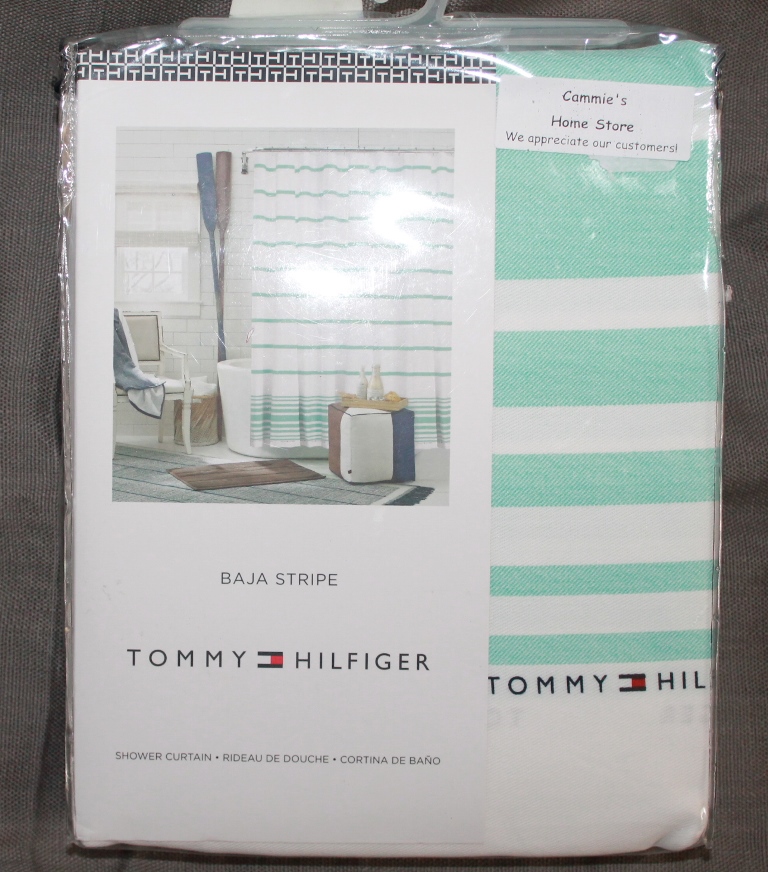 Cammie's
Home Store
We appreciate our customers!
BAJA STRIPE
TOMMY HILFIGER
TOMMY HIL
SHOWER CURTAIN • RIDEAU DE DOUCHE • CORTINA DE BAÑO